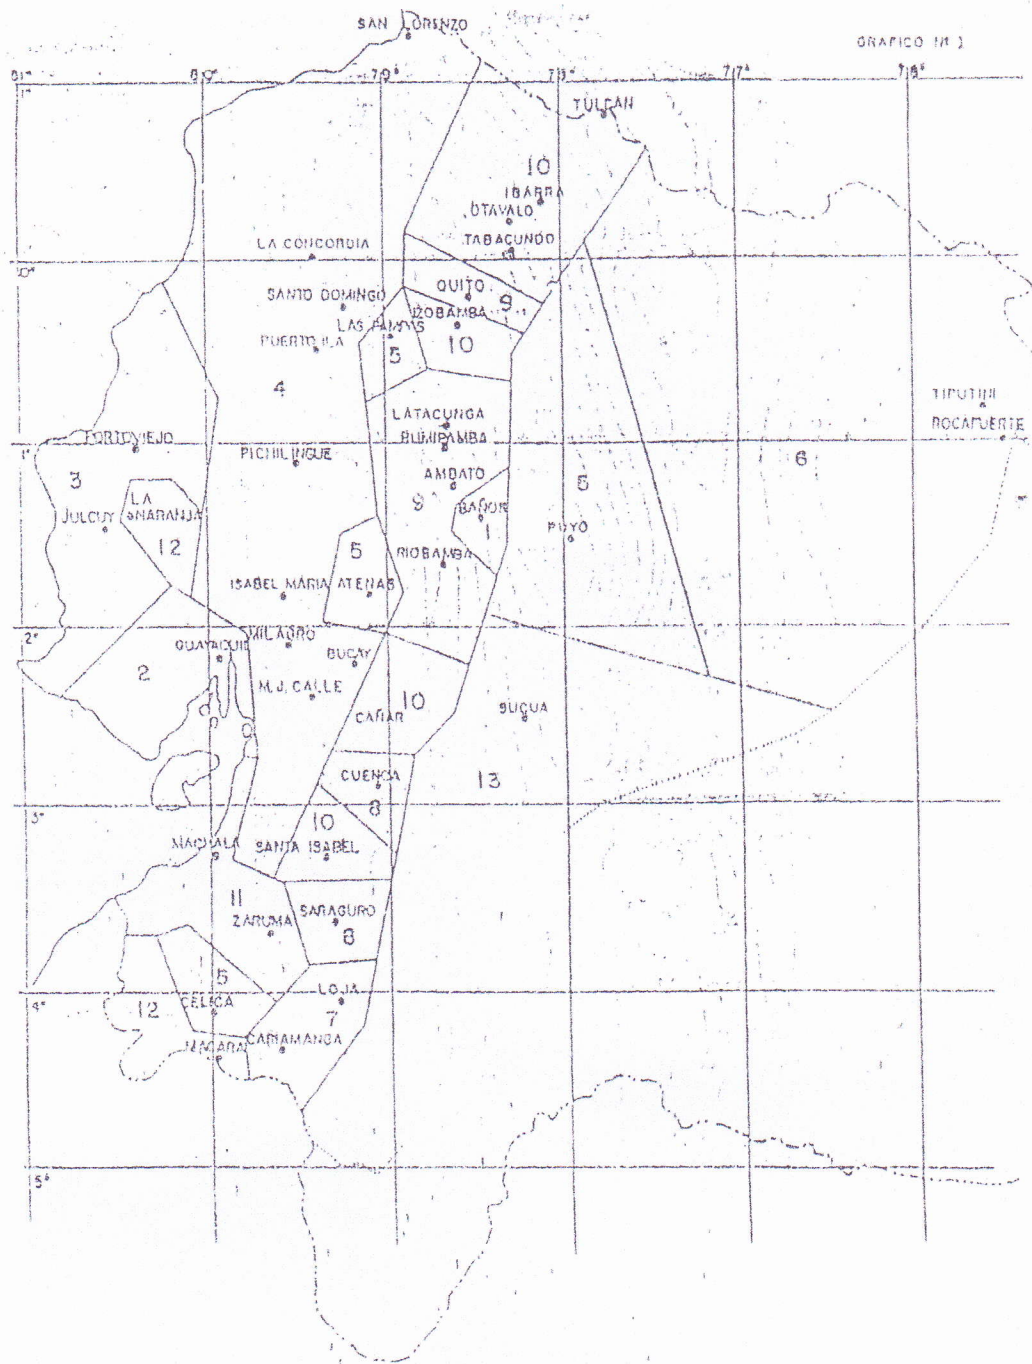 SAN LORENZO
GRAFICO Nº 1
81° 80° 79° 78° 77° 76°
1°
TULCAN
10
IBARRA
OTAVALO
TABACUNDO
LA CONCORDIA
0°
QUITO
9
SANTO DOMINGO
IZOBAMBA
LAS PAMPAS
PUERTO ILA
5
10
4
TIPUTINI
LATACUNGA
ROCAFUERTE
PORTOVIEJO
RUMIPAMBA
1°
PICHILINGUE
6
3
AMBATO
9
LA
NARANJA
BAÑOS
JULCUY
1
PUYO
12
5
RIOBAMBA
ISABEL MARIA
ATENAS
2°
MILAGRO
GUAYAQUIL
BUCAY
2
M.J. CALLE
10
CAÑAR
SUCUA
CUENCA
13
8
3°
10
MACHALA
SANTA ISABEL
11
SARAGURO
ZARUMA
8
5
4°
12
CELICA
LOJA
7
MACARA
CARIAMANGA
5°